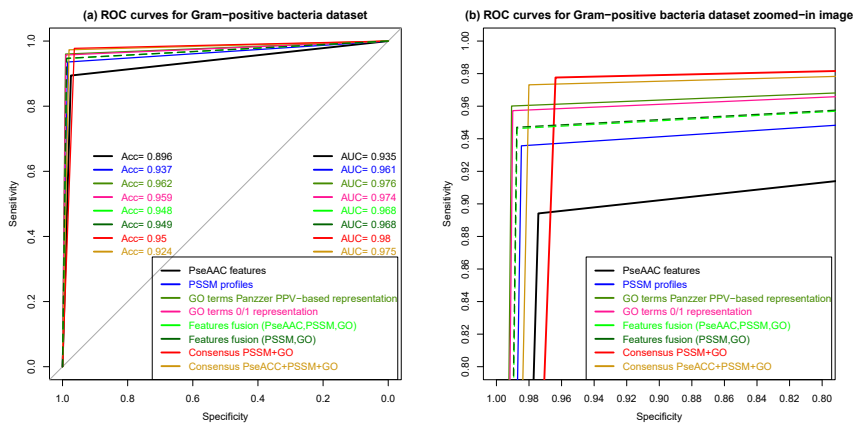 (a) ROC curves for Gram−positive bacteria dataset
Sensitivity
1.0
0.8
0.6
0.4
0.2
0.0
Acc= 0.896 AUC= 0.935
Acc= 0.937 AUC= 0.961
Acc= 0.962 AUC= 0.976
Acc= 0.959 AUC= 0.974
Acc= 0.948 AUC= 0.968
Acc= 0.949 AUC= 0.968
Acc= 0.95 AUC= 0.98
Acc= 0.924 AUC= 0.975
PseAAC features
PSSM profiles
GO terms Panzzer PPV−based representation
GO terms 0/1 representation
Features fusion (PseAAC,PSSM,GO)
Features fusion (PSSM,GO)
Consensus PSSM+GO
Consensus PseACC+PSSM+GO
1.0 0.8 0.6 0.4 0.2 0.0
Specificity
(b) ROC curves for Gram−positive bacteria dataset zoomed−in image
Sensitivity
0.98
0.96
0.94
0.92
0.90
0.88
0.86
0.84
0.82
0.80
PseAAC features
PSSM profiles
GO terms Panzzer PPV−based representation
GO terms 0/1 representation
Features fusion (PseAAC,PSSM,GO)
Features fusion (PSSM,GO)
Consensus PSSM+GO
Consensus PseACC+PSSM+GO
1.00 0.98 0.96 0.94 0.92 0.90 0.88 0.86 0.84 0.82 0.80
Specificity